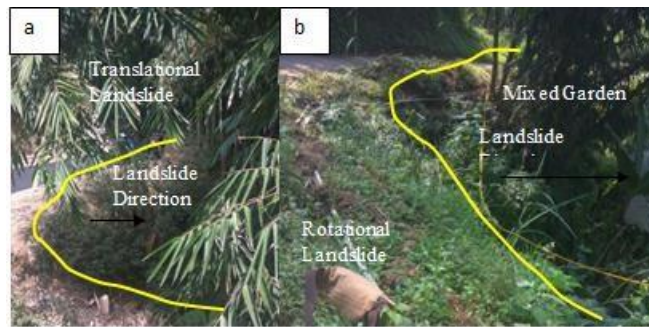 a
Translational
Landslide
Landslide
Direction
b
Mixed Garden
Landslide
Rotational
Landslide